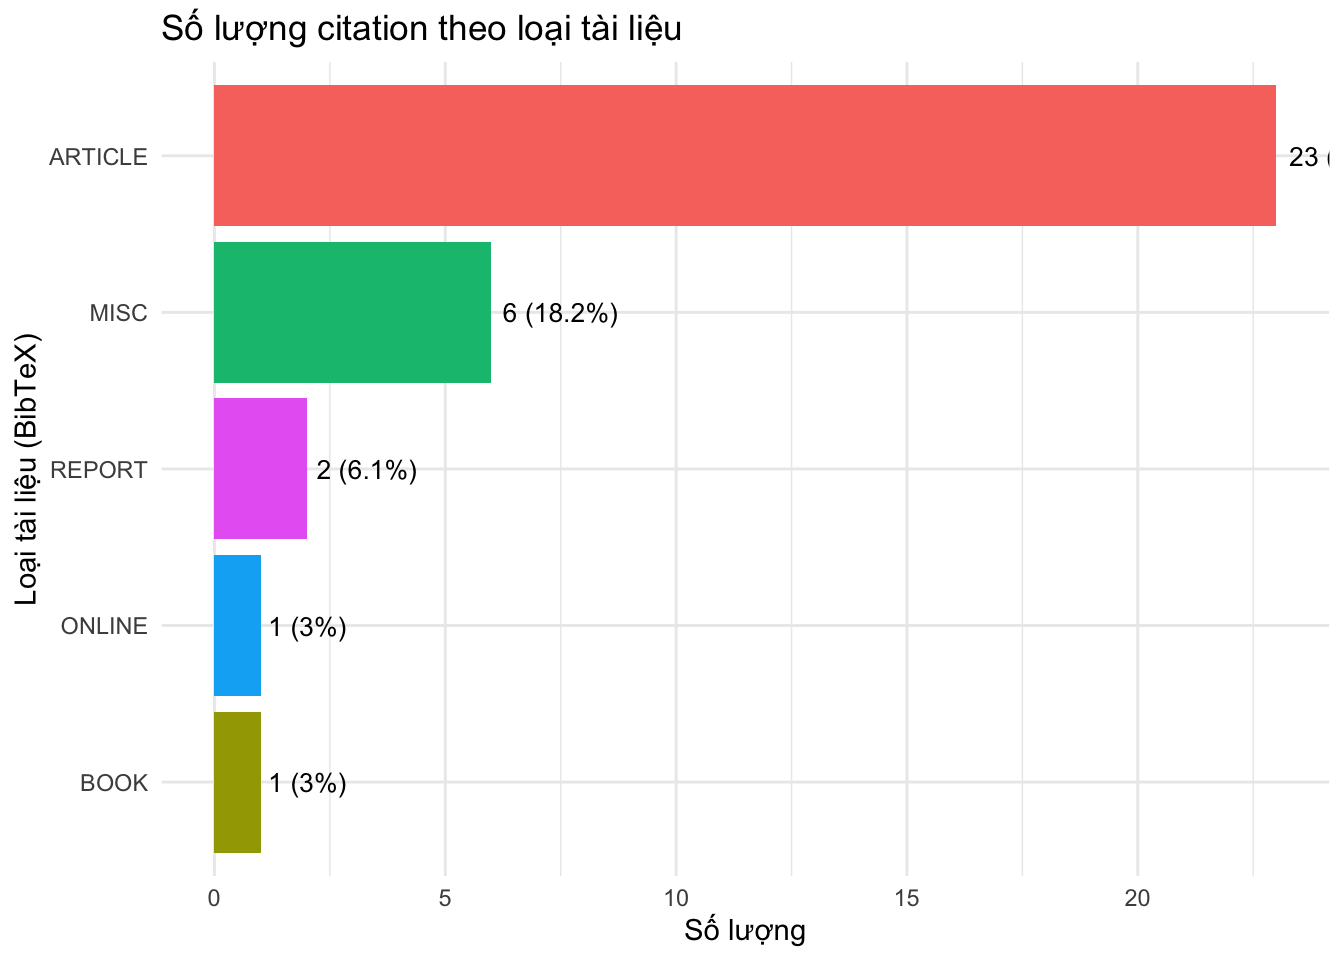 Số lượng citation theo loại tài liệu
Loại tài liệu (BibTeX)
ARTICLE
23 (
MISC
6 (18.2%)
REPORT
2 (6.1%)
ONLINE
1 (3%)
BOOK
1 (3%)
0 5 10 15 20
Số lượng